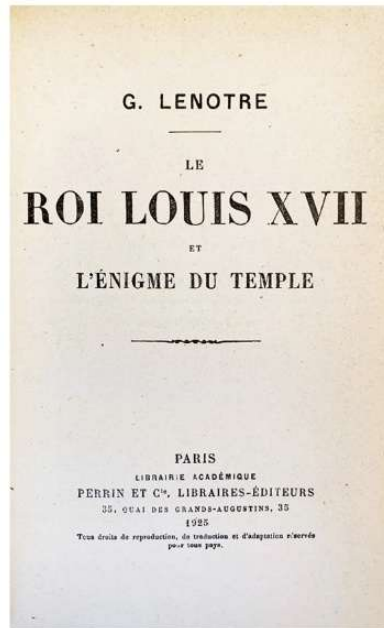 G. LENOTRE
LE
ROI LOUIS XVII
ET
L'ÉNIGME DU TEMPLE
PARIS
LIBRAIRIE ACADÉMIQUE
PERRIN ET Cie, LIBRAIRES-ÉDITEURS
35, QUAI DES GRANDS-AUGUSTINS, 35
1925
Tous droits de reproduction, de traduction et d'adaptation réservés
pour tous pays.